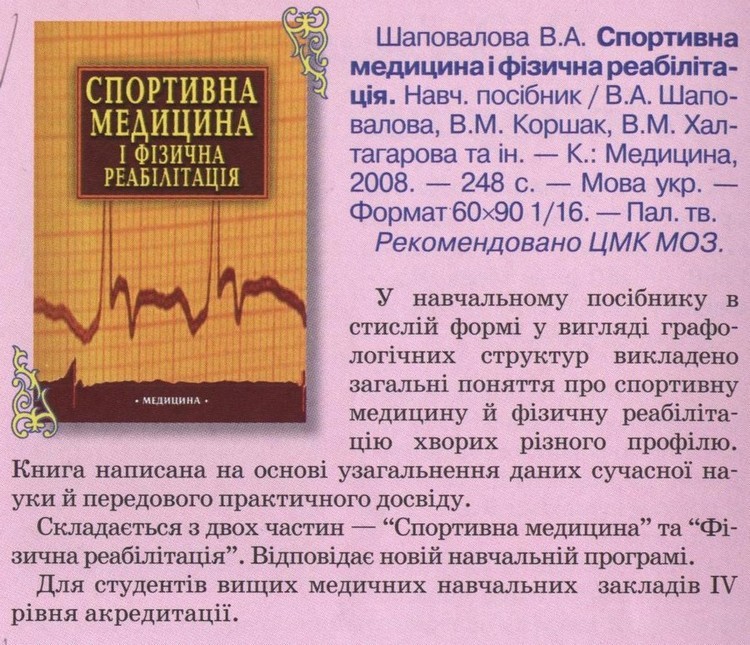 СПОРТИВНА
МЕДИЦИНА
І ФІЗИЧНА
РЕАБІЛІТАЦІЯ
• МЕДИЦИНА •
Шаповалова В.А. Спортивна
медицина і фізична реабіліта-
ція. Навч. посібник / В.А. Шапо-
валова, В.М. Коршак, В.М. Хал-
тагарова та ін. — К.: Медицина,
2008. — 248 с. — Мова укр. —
Формат 60×90 1/16. — Пал. тв.
Рекомендовано ЦМК МОЗ.
У навчальному посібнику в
стислій формі у вигляді графо-
логічних структур викладено
загальні поняття про спортивну
медицину й фізичну реабіліта-
цію хворих різного профілю.
Книга написана на основі узагальнення даних сучасної на-
уки й передового практичного досвіду.
Складається з двох частин — “Спортивна медицина” та “Фі-
зична реабілітація”. Відповідає новій навчальній програмі.
Для студентів вищих медичних навчальних закладів IV
рівня акредитації.